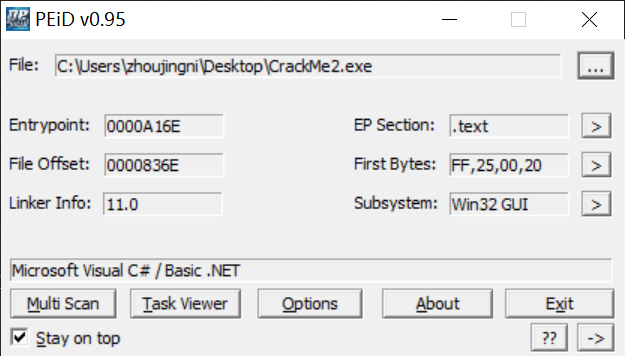 PEiD v0.95
File: C:\Users\zhoujingni\Desktop\CrackMe2.exe ...
Entrypoint: 0000A16E EP Section: .text >
File Offset: 0000836E First Bytes: FF,25,00,20 >
Linker Info: 11.0 Subsystem: Win32 GUI >
Microsoft Visual C# / Basic .NET
Multi Scan Task Viewer Options About Exit
Stay on top ?? ->